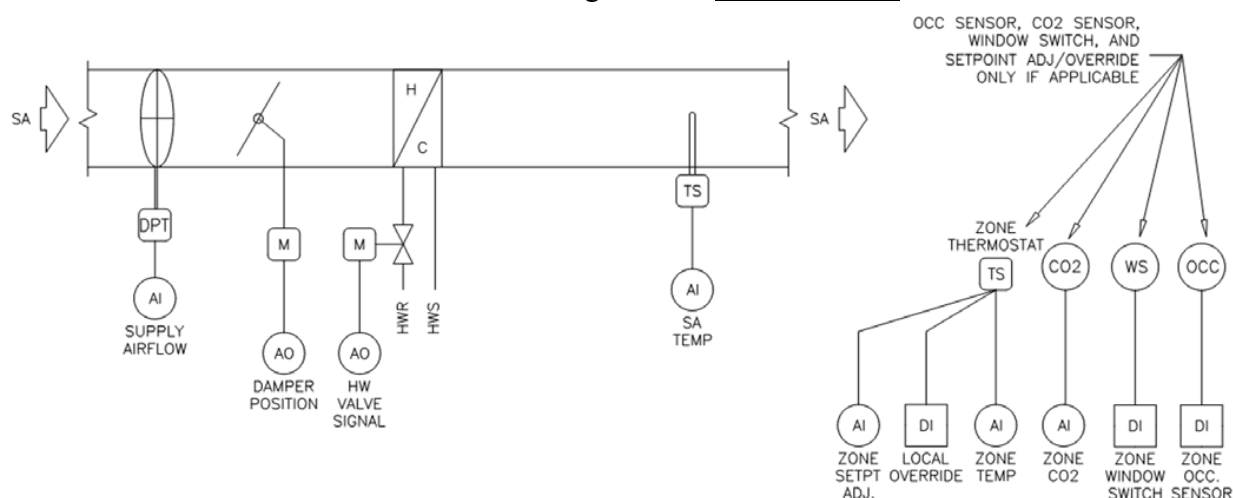 OCC SENSOR, CO2 SENSOR,
WINDOW SWITCH, AND
SETPOINT ADJ/OVERRIDE
ONLY IF APPLICABLE
SA
H
C
SA
DPT
M
M
TS
AI
SUPPLY
AIRFLOW
AO
DAMPER
POSITION
AO
HW
VALVE
SIGNAL
HWR
HWS
AI
SA
TEMP
ZONE
THERMOSTAT
TS
CO2
WS
OCC
AI
ZONE
SETPT
ADJ.
DI
LOCAL
OVERRIDE
AI
ZONE
TEMP
AI
ZONE
CO2
DI
ZONE
WINDOW
SWITCH
DI
ZONE
OCC.
SENSOR